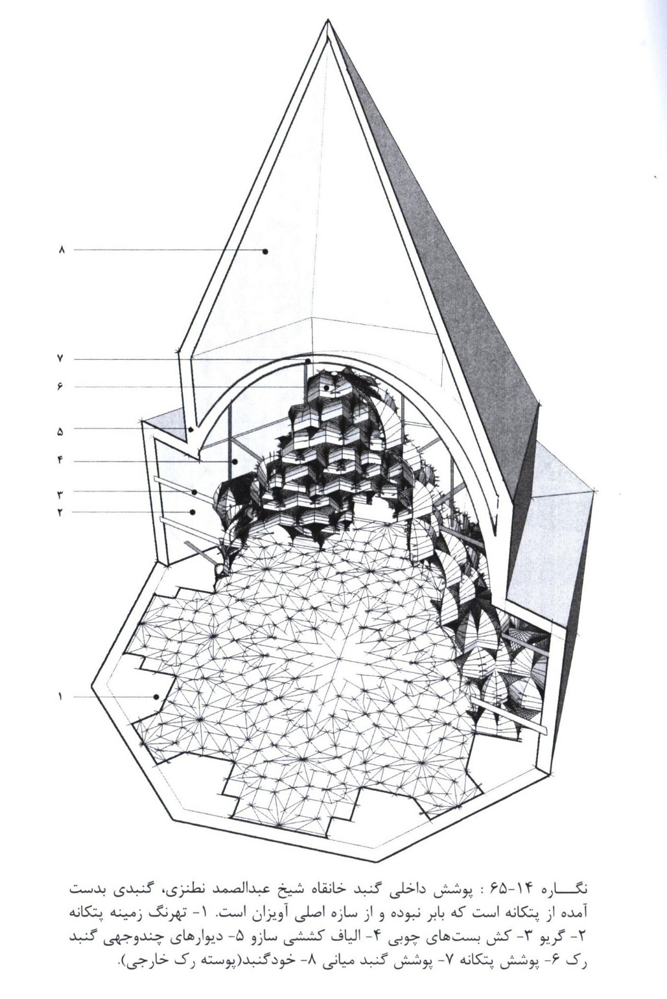 ۸
۷
۶
۵
۴
۳
۲
۱
نگـــاره ۱۴-۶۵ : پوشش داخلی گنبد خانقاه شیخ عبدالصمد نطنزی، گنبدی بدست
آمده از پتکانه است که بابر نبوده و از سازه اصلی آویزان است. ۱- تهرنگ زمینه پتکانه
۲- گریو ۳- کش بست‌های چوبی ۴- الیاف کششی سازو ۵- دیوارهای چندوجهی گنبد
رک ۶- پوشش پتکانه ۷- پوشش گنبد میانی ۸- خودگنبد(پوسته رک خارجی).